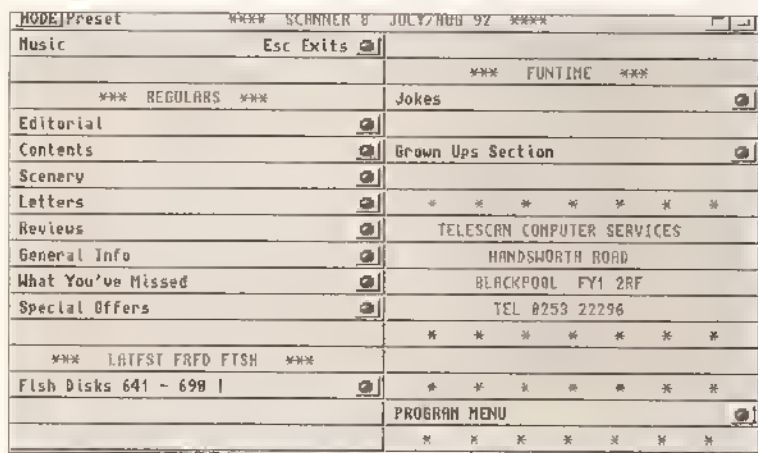 MODE Preset **** SCANNER 8 JULY/AUG 92 ****
Music Esc Exits
*** REGULARS ***
Editorial
Contents
Scenery
Letters
Reviews
General Info
What You've Missed
Special Offers
*** LATEST FRED FISH ***
Fish Disks 641 - 690 |
*** FUNTIME ***
Jokes
Grown Ups Section
* * * * * * *
TELESCAN COMPUTER SERVICES
HANDSWORTH ROAD
BLACKPOOL FY1 2RF
TEL 0253 22296
* * * * * * *
* * * * * * *
PROGRAM MENU
* * * * * * *